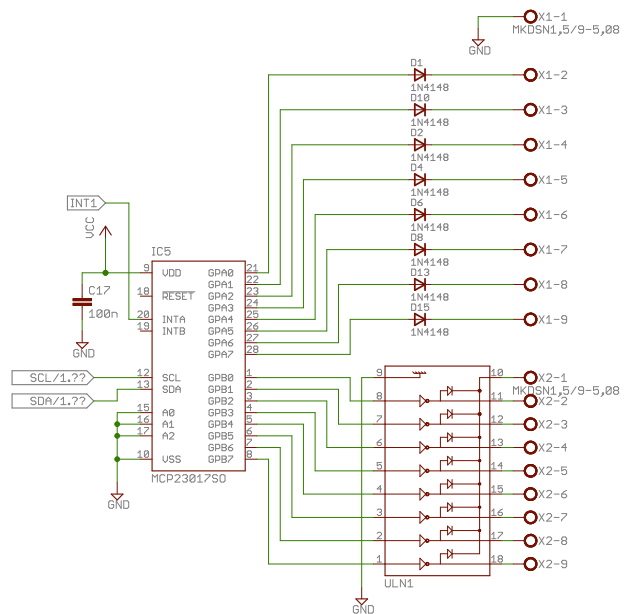 X1-1
MKDSN1,5/9-5,08
GND
D1
1N4148
X1-2
D10
1N4148
X1-3
D2
1N4148
X1-4
D4
1N4148
X1-5
D6
1N4148
X1-6
D8
1N4148
X1-7
D13
1N4148
X1-8
D15
1N4148
X1-9
INT1
VCC
C17
100n
GND
IC5
9 VDD GPA0 21
GPA1 22
18 RESET GPA2 23
GPA3 24
20 INTA GPA4 25
19 INTB GPA5 26
GPA6 27
GPA7 28
SCL/1.?? 12 SCL GPB0 1
SDA/1.?? 13 SDA GPB1 2
GPB2 3
15 A0 GPB3 4
16 A1 GPB4 5
17 A2 GPB5 6
GPB6 7
10 VSS GPB7 8
MCP23017SO
GND
9 10 X2-1
MKDSN1,5/9-5,08
8 11 X2-2
7 12 X2-3
6 13 X2-4
5 14 X2-5
4 15 X2-6
3 16 X2-7
2 17 X2-8
1 18 X2-9
ULN1
GND